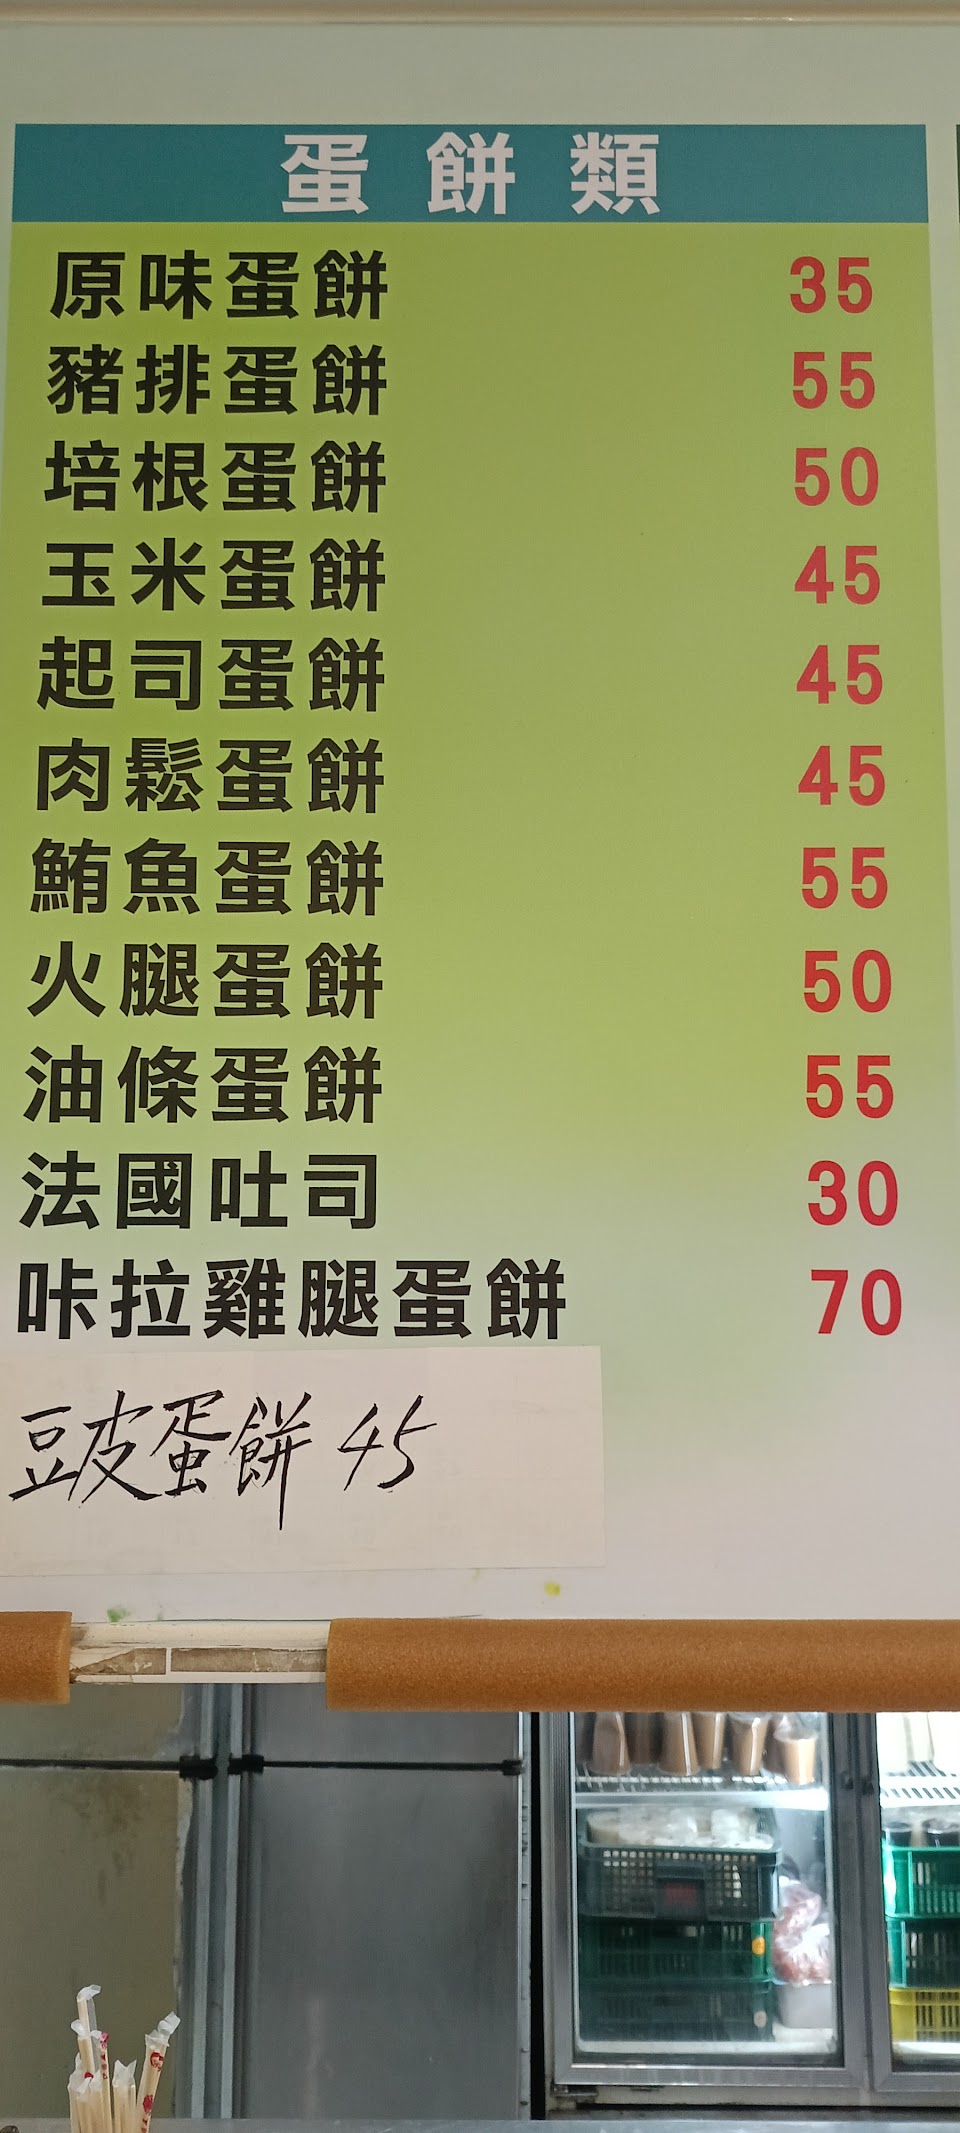 蛋餅類
原味蛋餅 35
豬排蛋餅 55
培根蛋餅 50
玉米蛋餅 45
起司蛋餅 45
肉鬆蛋餅 45
鮪魚蛋餅 55
火腿蛋餅 50
油條蛋餅 55
法國吐司 30
咔拉雞腿蛋餅 70
豆皮蛋餅 45